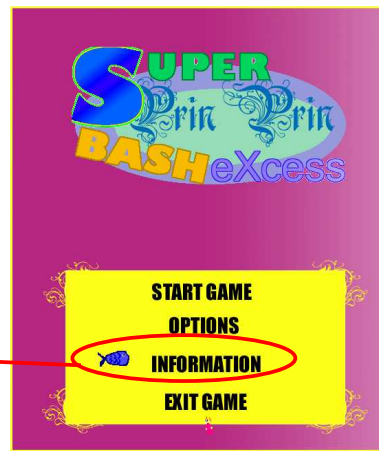 SUPER
Prin Prin
BASH eXcess
START GAME
OPTIONS
INFORMATION
EXIT GAME